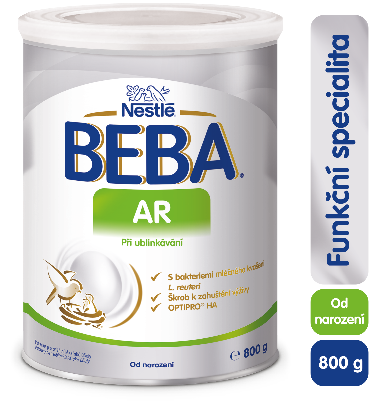 Nestlé
BEBA®
AR
Při ublinkávání
S bakteriemi mléčného kvašení
L. reuteri
Škrob k zahuštění výživy
OPTIPRO® HA
Od narození
e 800 g
Funkční specialita
Od
narození
800 g